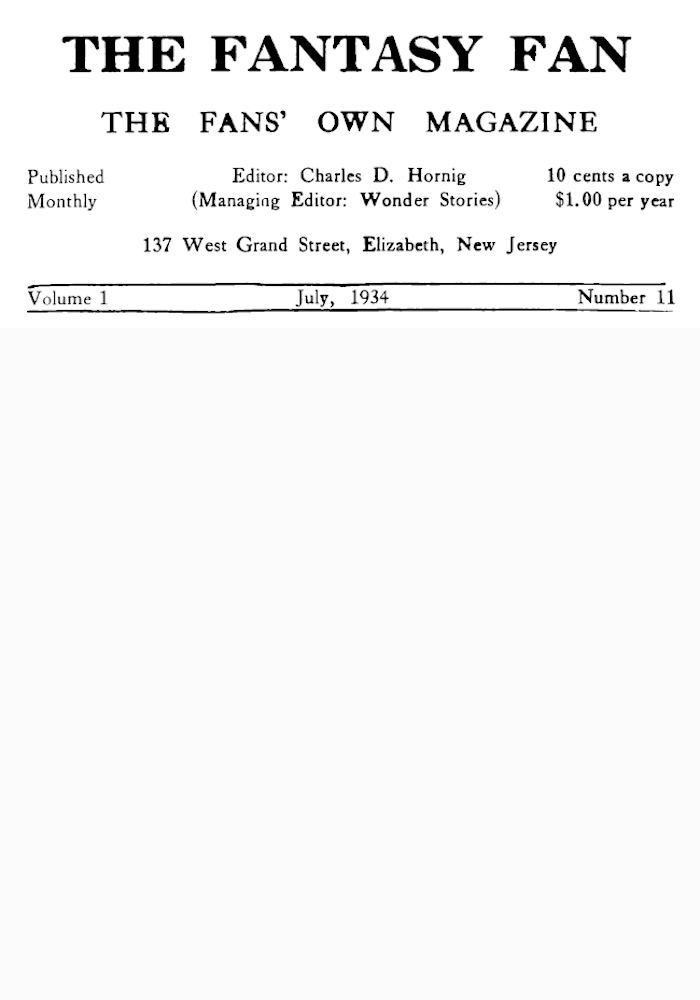 THE FANTASY FAN
THE FANS' OWN MAGAZINE
Published Editor: Charles D. Hornig 10 cents a copy
Monthly (Managing Editor: Wonder Stories) $1.00 per year
137 West Grand Street, Elizabeth, New Jersey
Volume 1 July, 1934 Number 11